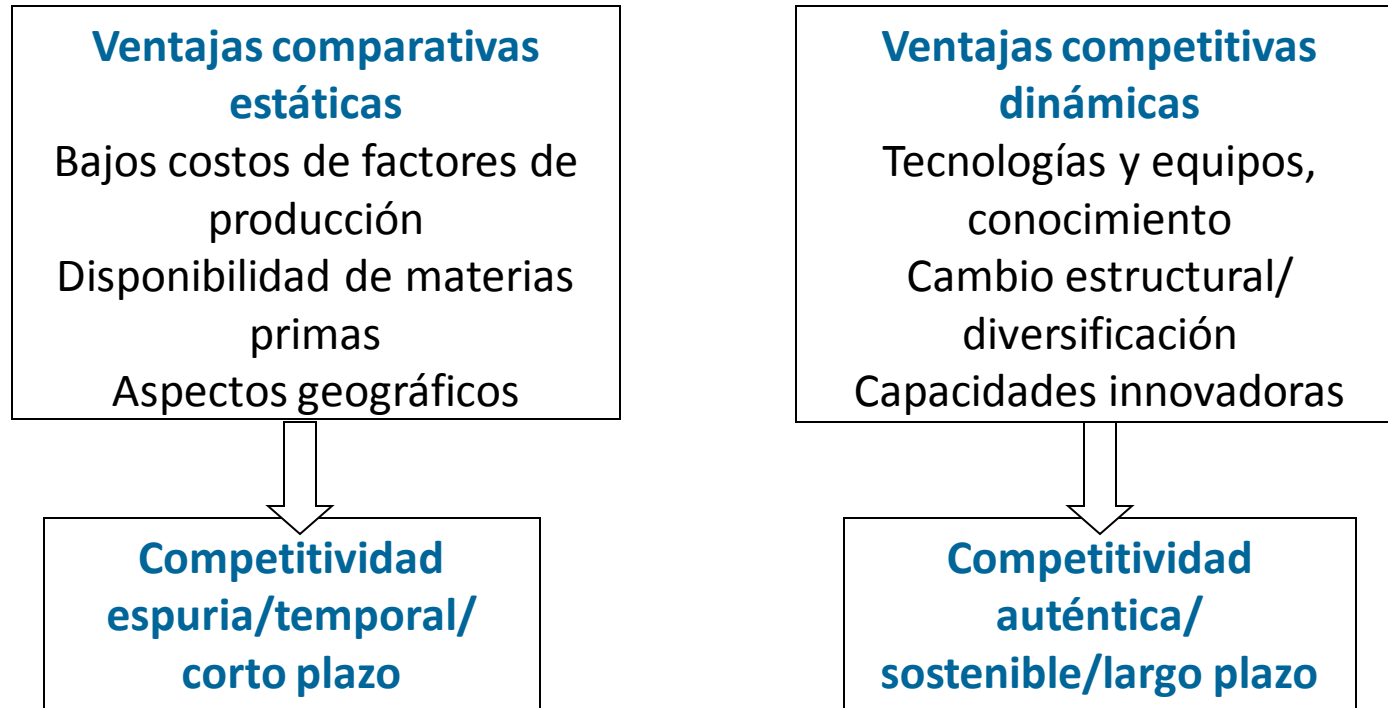 Ventajas comparativas
estáticas
Bajos costos de factores de
producción
Disponibilidad de materias
primas
Aspectos geográficos
Competitividad
espuria/temporal/
corto plazo
Ventajas competitivas
dinámicas
Tecnologías y equipos,
conocimiento
Cambio estructural/
diversificación
Capacidades innovadoras
Competitividad
auténtica/
sostenible/largo plazo